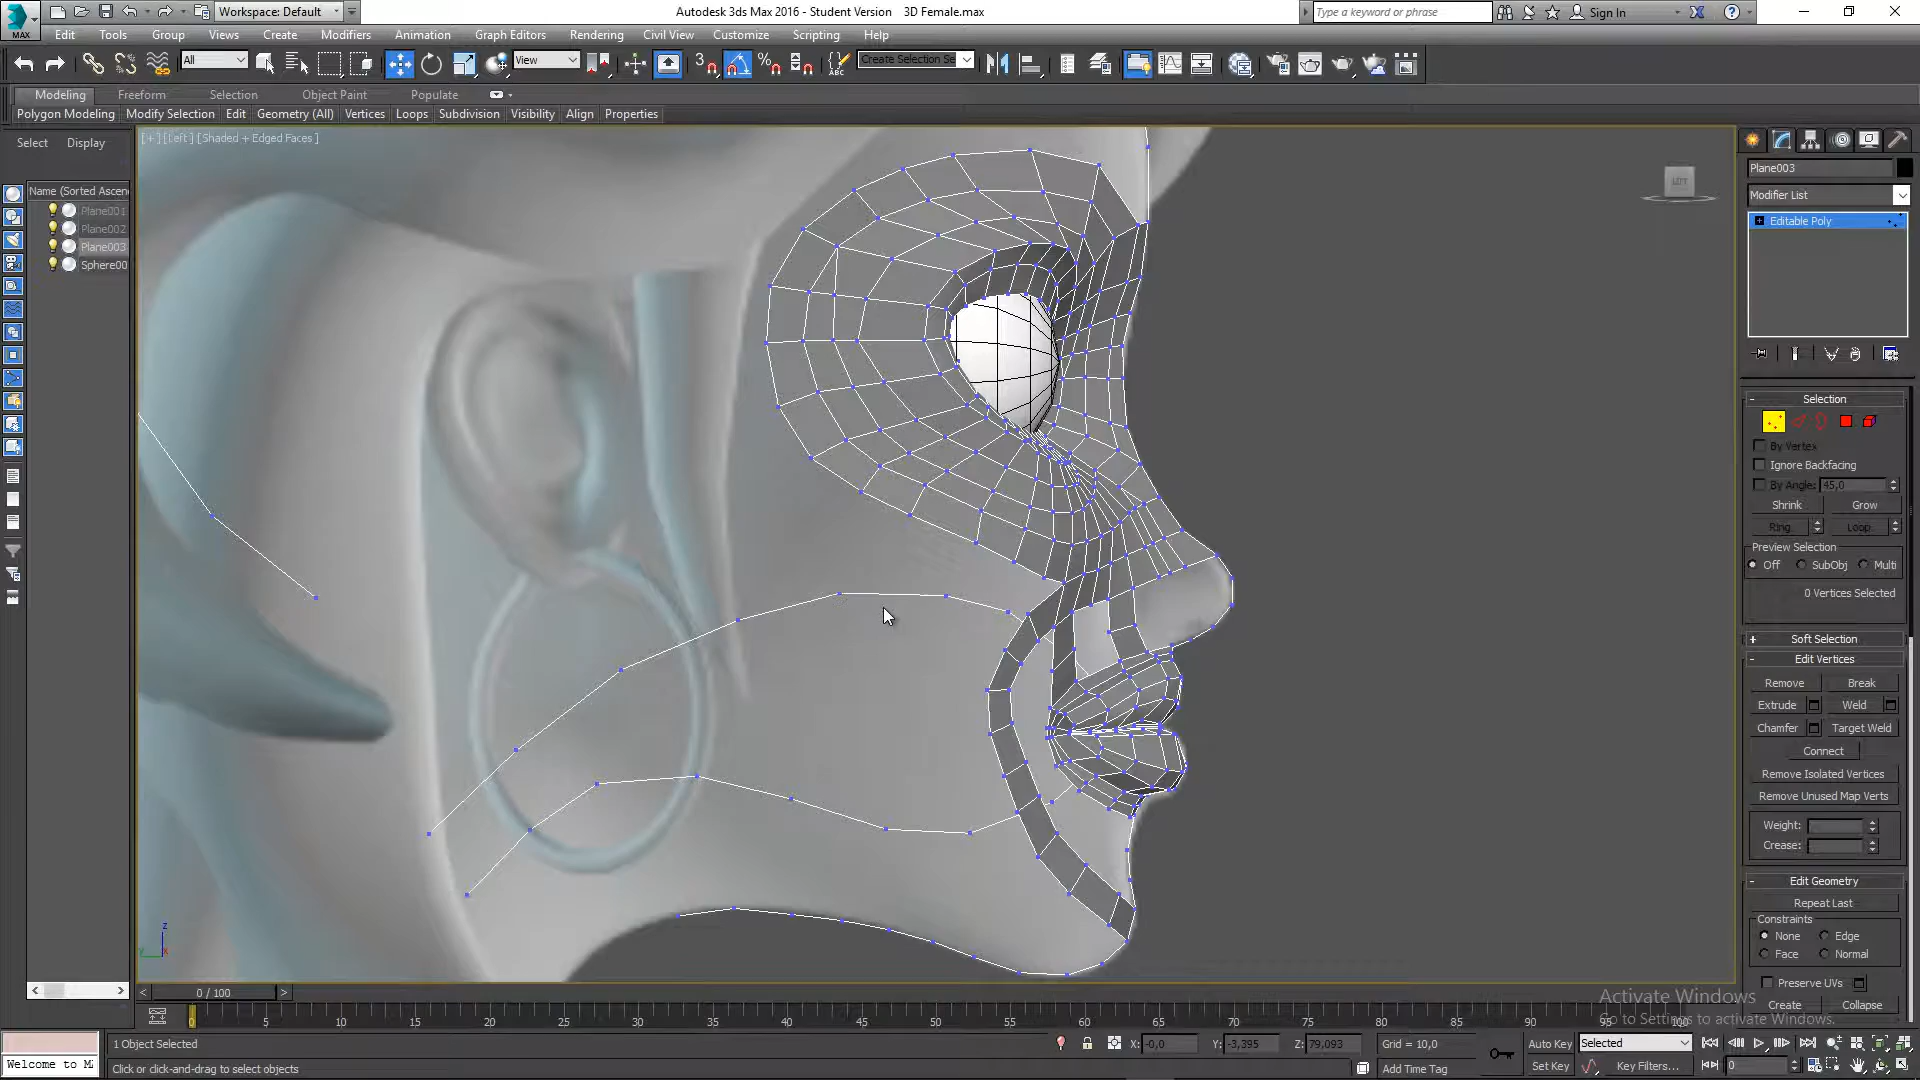 Workspace: Default
Autodesk 3ds Max 2016 - Student Version 3D Female.max
Type a keyword or phrase
Sign In
MAX
Edit Tools Group Views Create Modifiers Animation Graph Editors Rendering Civil View Customize Scripting Help
All
View
Create Selection Se
Modeling Freeform Selection Object Paint Populate
Polygon Modeling Modify Selection Edit Geometry (All) Vertices Loops Subdivision Visibility Align Properties
Select Display
[+] [Left] [Shaded + Edged Faces ]
LEFT
Name (Sorted Ascen
Plane001
Plane002
Plane003
Sphere00
Plane003
Modifier List
Editable Poly
Selection
By Vertex
Ignore Backfacing
By Angle: 45,0
Shrink Grow
Ring Loop
Preview Selection
Off SubObj Multi
0 Vertices Selected
Soft Selection
Edit Vertices
Remove Break
Extrude Weld
Chamfer Target Weld
Connect
Remove Isolated Vertices
Remove Unused Map Verts
Weight:
Crease:
Edit Geometry
Repeat Last
Constraints
None Edge
Face Normal
Preserve UVs
Create Collapse
z
x
0 / 100
Activate Windows
Go to Settings to activate Windows.
0 5 10 15 20 25 30 35 40 45 50 55 60 65 70 75 80 85 90 95 100
1 Object Selected
X: -0,0 Y: -3,395 Z: 79,093 Grid = 10,0
Auto Key Selected
Welcome to M
Click or click-and-drag to select objects
Add Time Tag
Set Key Key Filters...
0